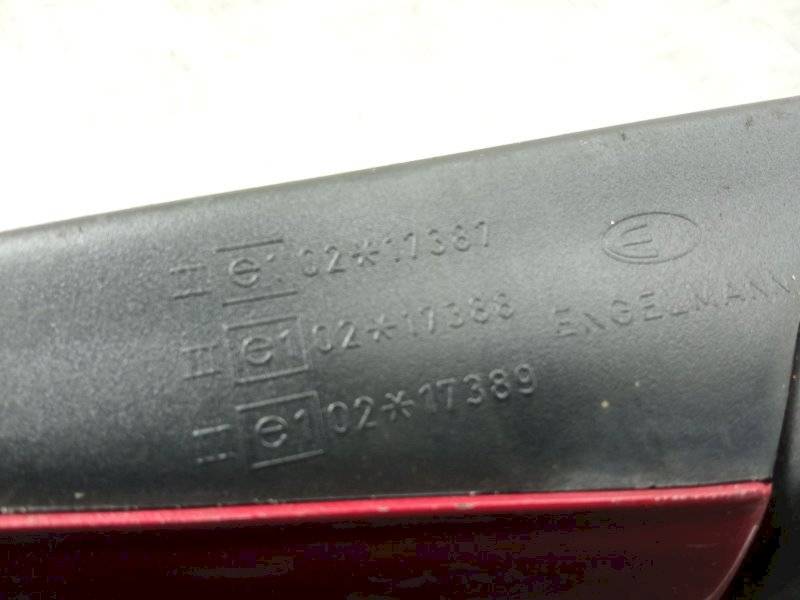 II e1 02*17387
II e1 02*17388
II e1 02*17389
E
ENGELMANN